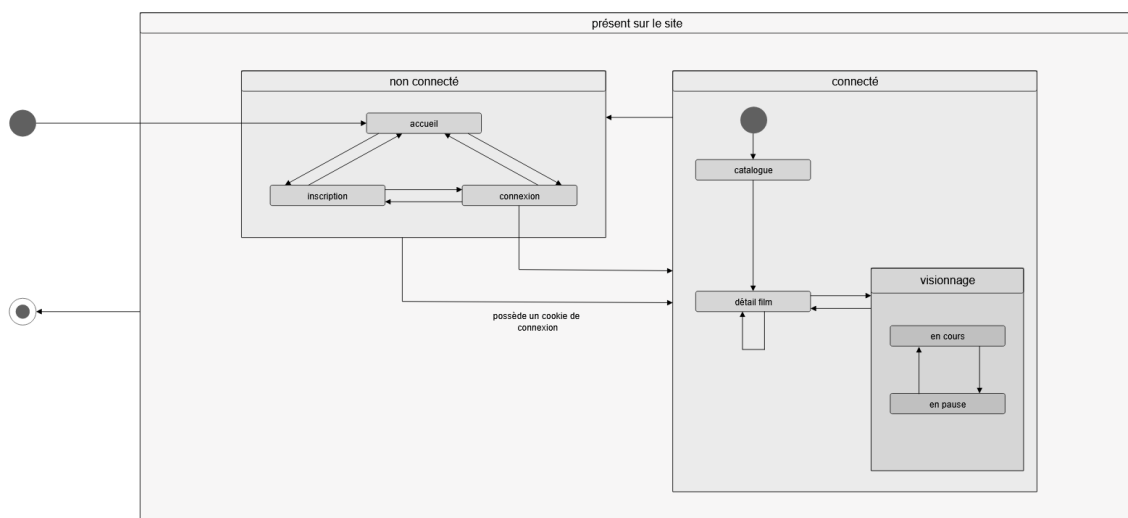 présent sur le site
non connecté
connecté
accueil
catalogue
inscription
connexion
visionnage
détail film
possède un cookie de
connexion
en cours
en pause